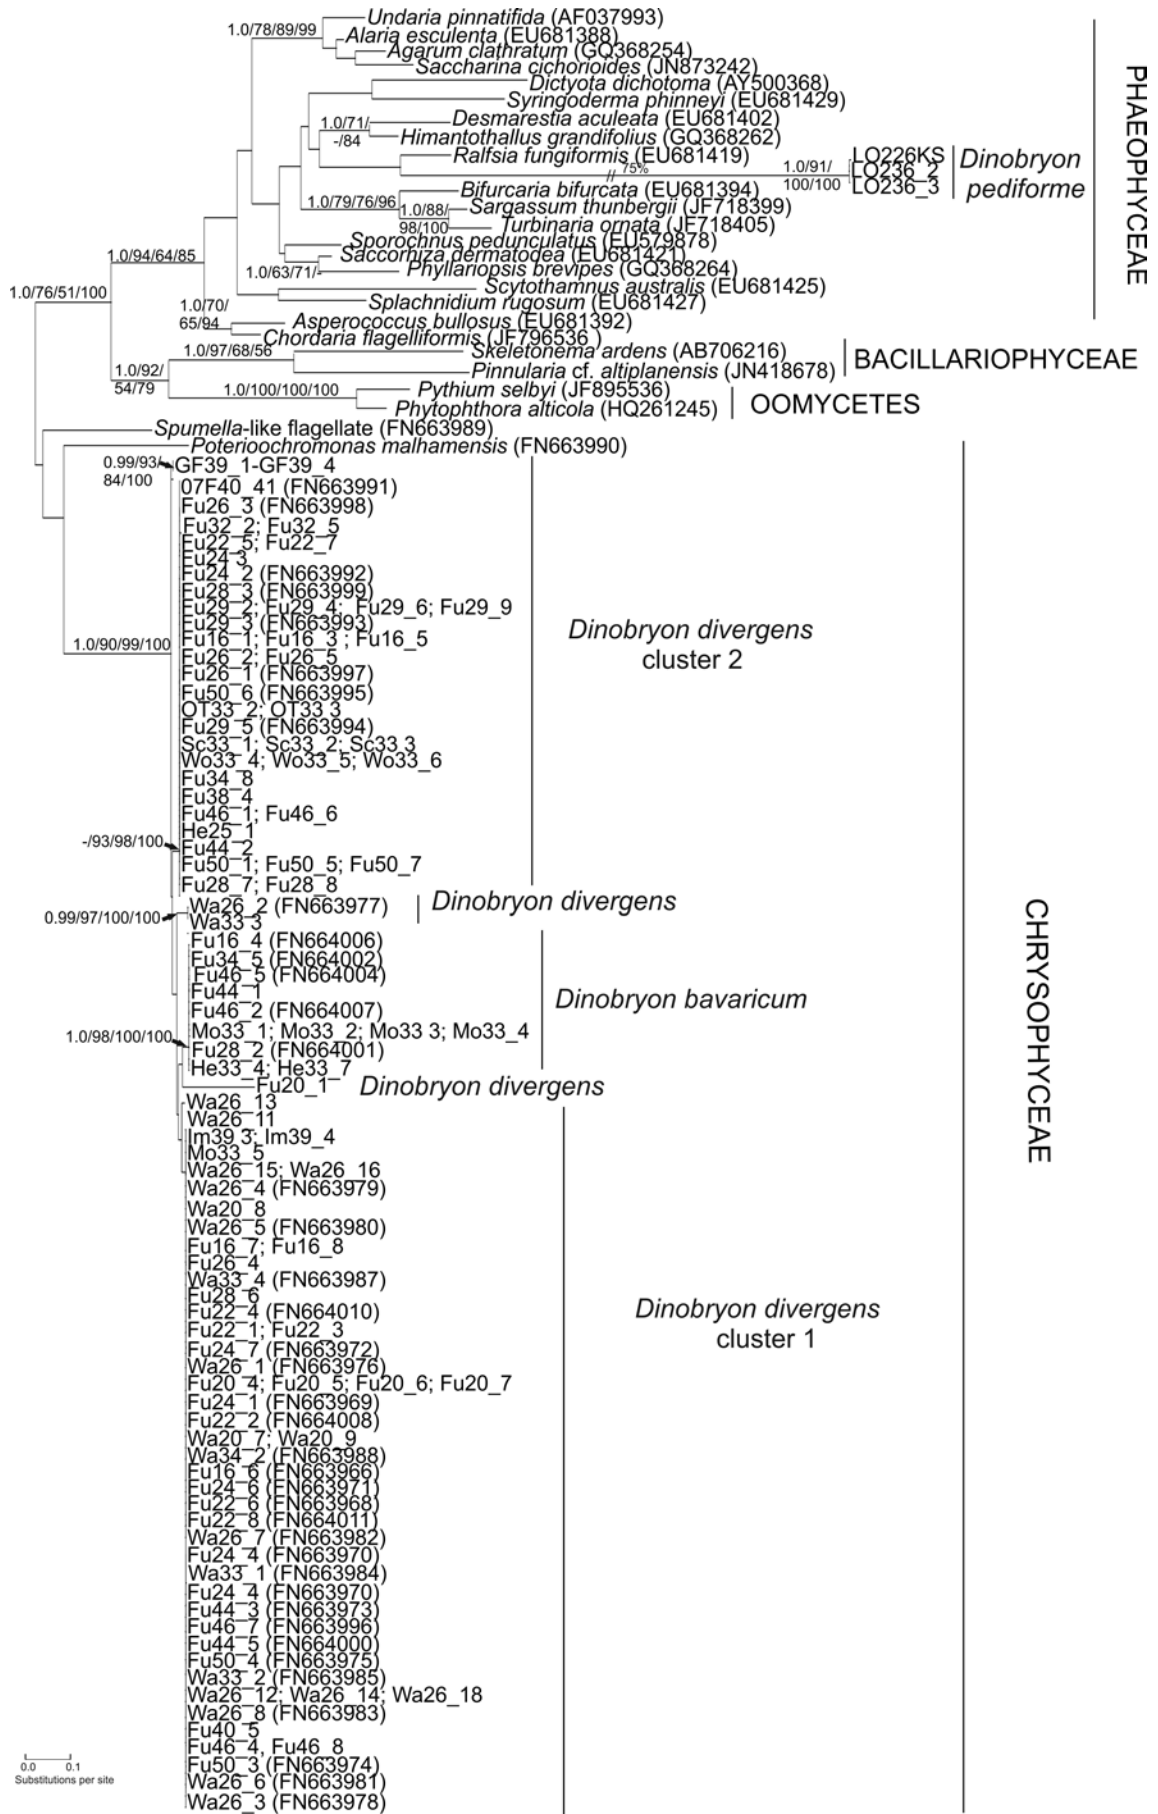 Undaria pinnatifida (AF037993)
1.0/78/89/99
Alaria esculenta (EU681388)
Agarum clathratum (GQ368254)
Saccharina cichorioides (JN873242)
Dictyota dichotoma (AY500368)
Syringoderma phinneyi (EU681429)
Desmarestia aculeata (EU681402)
1.0/71/
-/84
Himantothallus grandifolius (GQ368262)
Ralfsia fungiformis (EU681419)
// 75%
1.0/91/
100/100
LO226KS
LO236_2
LO236_3
Dinobryon
pediforme
PHAEOPHYCEAE
Bifurcaria bifurcata (EU681394)
1.0/79/76/96
Sargassum thunbergii (JF718399)
1.0/88/
98/100
Turbinaria ornata (JF718405)
Sporochnus pedunculatus (EU579878)
Saccorhiza dermatodea (EU681421)
1.0/94/64/85
Phyllariopsis brevipes (GQ368264)
1.0/63/71/-
Scytothamnus australis (EU681425)
1.0/76/51/100
Splachnidium rugosum (EU681427)
1.0/70/
65/94
Asperococcus bullosus (EU681392)
Chordaria flagelliformis (JF796536 )
Skeletonema ardens (AB706216)
1.0/97/68/56
BACILLARIOPHYCEAE
1.0/92/
54/79
Pinnularia cf. altiplanensis (JN418678)
Pythium selbyi (JF895536)
1.0/100/100/100
OOMYCETES
Phytophthora alticola (HQ261245)
Spumella-like flagellate (FN663989)
Poteriochromonas malhamensis (FN663990)
0.99/93/
84/100
GF39_1-GF39_4
07F40_41 (FN663991)
Fu26_3 (FN663998)
Fu32_2; Fu32_5
Fu22_5; Fu22_7
Fu24 3
Fu24_2 (FN663992)
Fu28_3 (FN663999)
Fu29_2; Fu29_4; Fu29_6; Fu29_9
Fu29_3 (FN663993)
Fu16_1; Fu16_3 ; Fu16_5
1.0/90/99/100
Fu26_2; Fu26_5
Fu26_1 (FN663997)
Fu50_6 (FN663995)
OT33_2; OT33 3
Fu29_5 (FN663994)
Sc33_1; Sc33_2; Sc33 3
Wo33_4; Wo33_5; Wo33_6
Fu34_8
Fu38_4
Fu46_1; Fu46_6
He25_1
-/93/98/100
Fu44_2
Fu50_1; Fu50_5; Fu50_7
Fu28_7; Fu28_8
Dinobryon divergens
cluster 2
Wa26_2 (FN663977)
Dinobryon divergens
0.99/97/100/100
Wa33 3
Fu16_4 (FN664006)
Fu34_5 (FN664002)
Fu46_5 (FN664004)
Fu44_1
Fu46_2 (FN664007)
Dinobryon bavaricum
Mo33_1; Mo33_2; Mo33 3; Mo33_4
1.0/98/100/100
Fu28_2 (FN664001)
He33_4; He33_7
Fu20_1
Dinobryon divergens
CHRYSOPHYCEAE
Wa26_13
Wa26_11
Im39 3; Im39_4
Mo33_5
Wa26_15; Wa26_16
Wa26_4 (FN663979)
Wa20_8
Wa26_5 (FN663980)
Fu16_7; Fu16_8
Fu26_4
Wa33_4 (FN663987)
Fu28_6
Fu22_4 (FN664010)
Fu22_1; Fu22_3
Fu24_7 (FN663972)
Wa26_1 (FN663976)
Fu20_4; Fu20_5; Fu20_6; Fu20_7
Fu24_1 (FN663969)
Fu22_2 (FN664008)
Wa20_7; Wa20_9
Wa34_2 (FN663988)
Fu16_6 (FN663966)
Fu24_6 (FN663971)
Fu22_6 (FN663968)
Fu22_8 (FN664011)
Wa26_7 (FN663982)
Fu24_4 (FN663970)
Wa33_1 (FN663984)
Fu24_4 (FN663970)
Fu44_3 (FN663973)
Fu46_7 (FN663996)
Fu44_5 (FN664000)
Fu50_4 (FN663975)
Wa33_2 (FN663985)
Wa26_12; Wa26_14; Wa26_18
Wa26_8 (FN663983)
Fu40_5
Fu46_4, Fu46_8
Fu50_3 (FN663974)
Wa26_6 (FN663981)
Wa26_3 (FN663978)
Dinobryon divergens
cluster 1
0.0 0.1
Substitutions per site